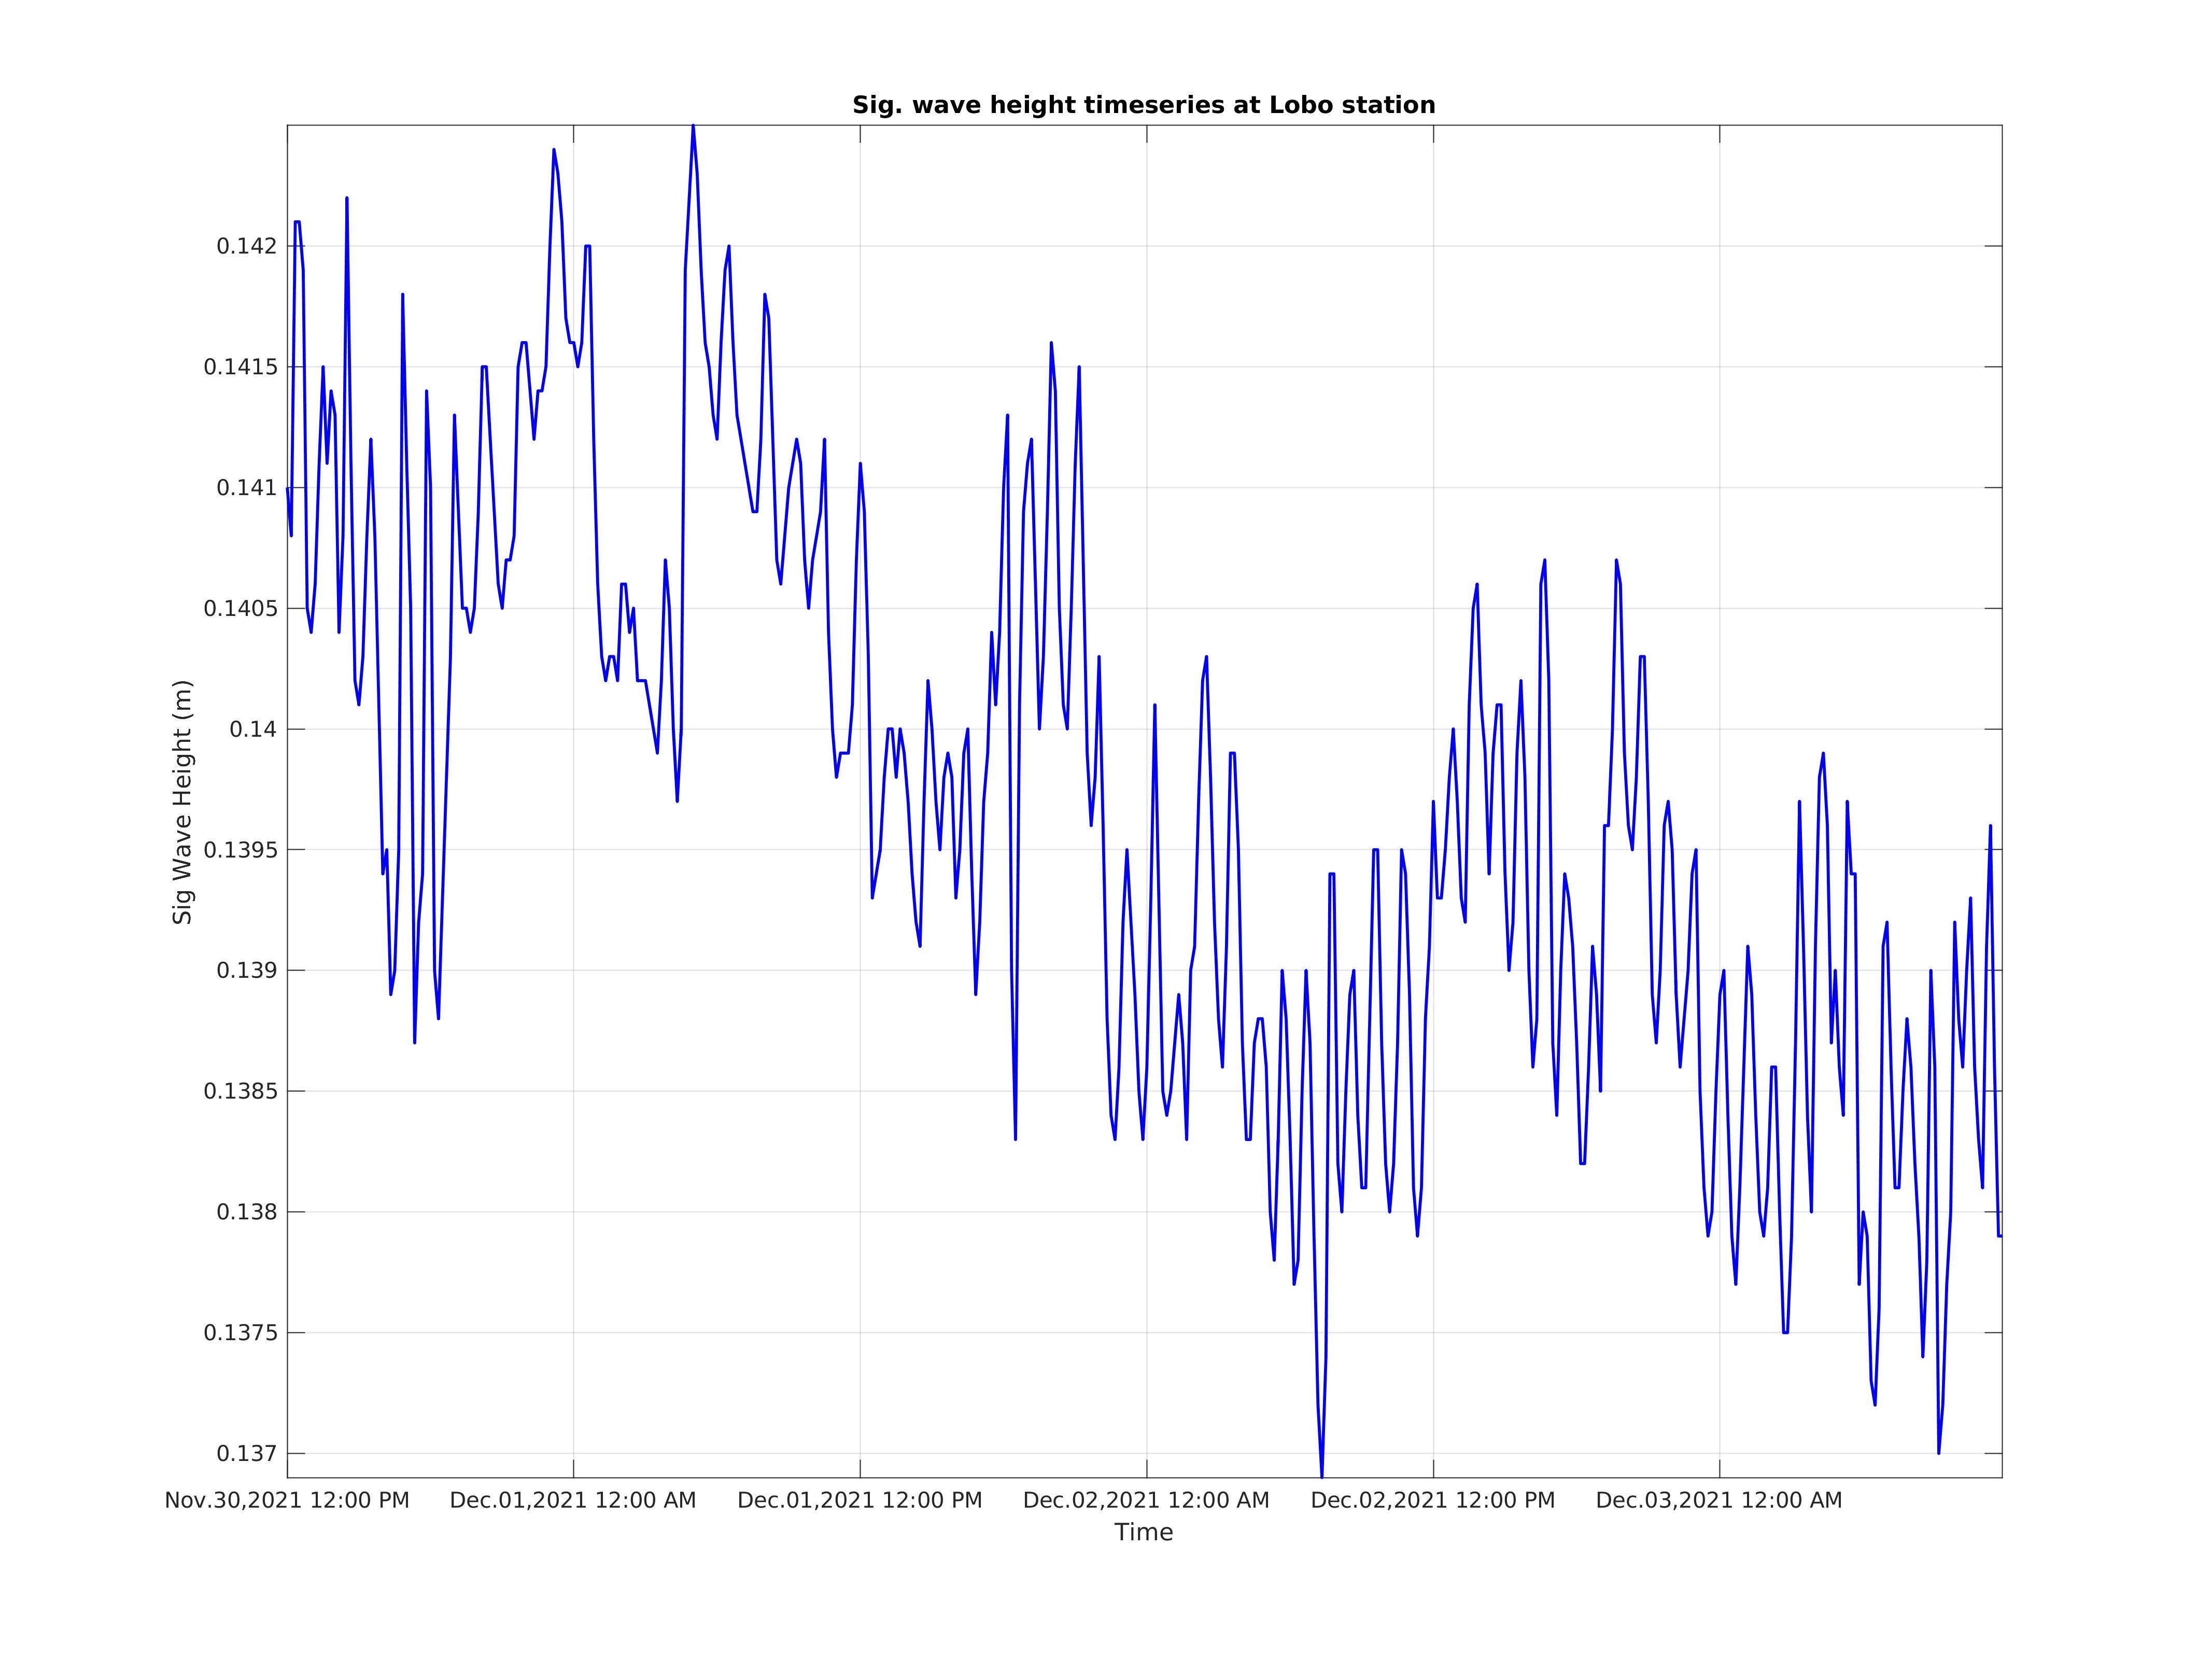 Sig. wave height timeseries at Lobo station
0.142
0.1415
0.141
0.1405
0.14
0.1395
0.139
0.1385
0.138
0.1375
0.137
Sig Wave Height (m)
Nov.30,2021 12:00 PM Dec.01,2021 12:00 AM Dec.01,2021 12:00 PM Dec.02,2021 12:00 AM Dec.02,2021 12:00 PM Dec.03,2021 12:00 AM
Time